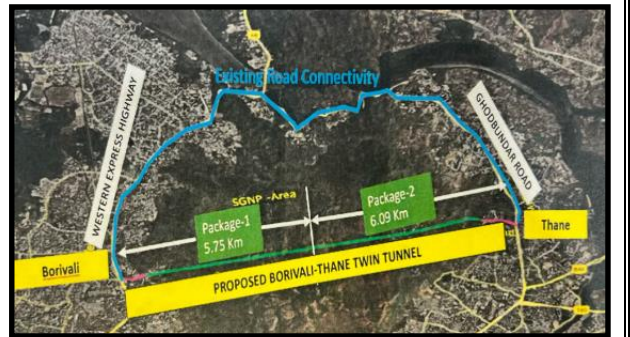 Existing Road Connectivity
WESTERN EXPRESS HIGHWAY
GHODBUNDAR ROAD
SGNP -Area
Package-1
5.75 Km
Package-2
6.09 Km
Thane
Borivali
PROPOSED BORIVALI-THANE TWIN TUNNEL